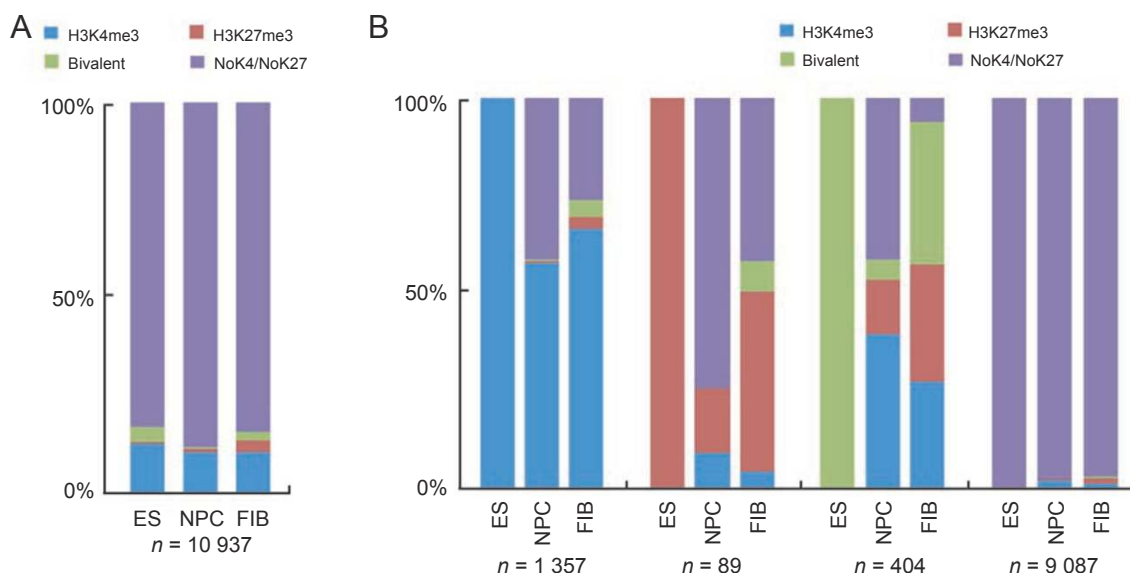 A
H3K4me3 H3K27me3
Bivalent NoK4/NoK27
100%
50%
0%
ES NPC FIB
n = 10 937
B
H3K4me3 H3K27me3
Bivalent NoK4/NoK27
100%
50%
0%
ES NPC FIB ES NPC FIB ES NPC FIB ES NPC FIB
n = 1 357 n = 89 n = 404 n = 9 087